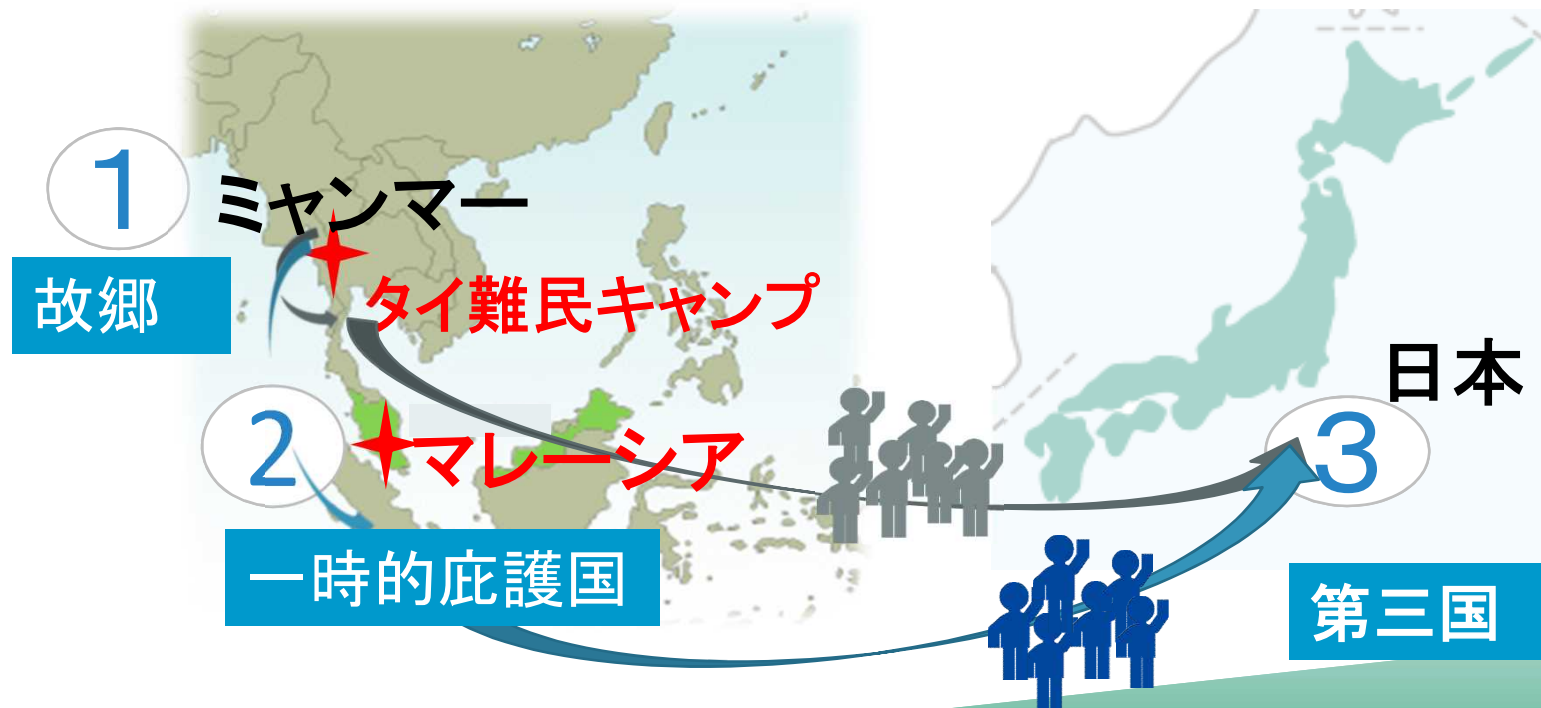 1
ミャンマー
故郷
タイ難民キャンプ
日本
2
マレーシア
3
一時的庇護国
第三国